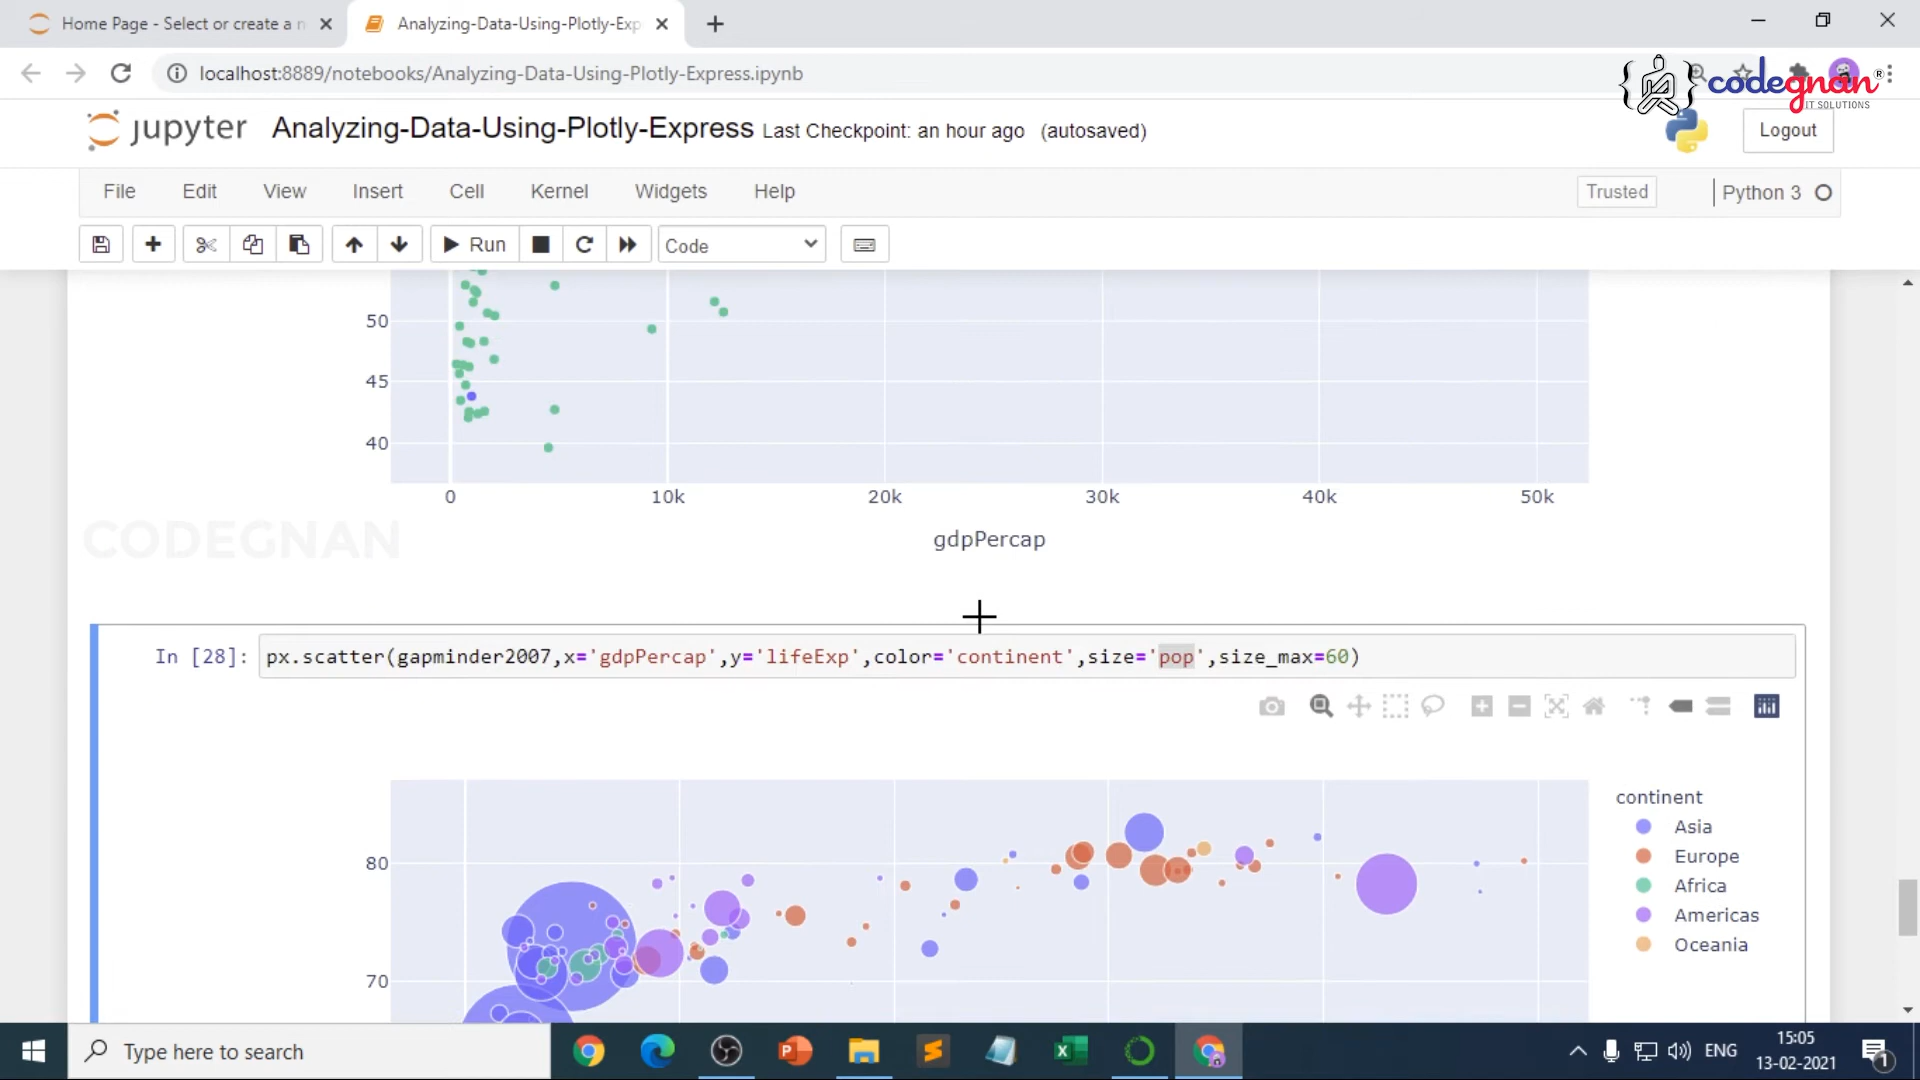 Home Page - Select or create a n
Analyzing-Data-Using-Plotly-Exp
localhost:8889/notebooks/Analyzing-Data-Using-Plotly-Express.ipynb
codegnan®
IT SOLUTIONS
jupyter Analyzing-Data-Using-Plotly-Express Last Checkpoint: an hour ago (autosaved)
Logout
File Edit View Insert Cell Kernel Widgets Help
Trusted
Python 3
Run
Code
50
45
40
0 10k 20k 30k 40k 50k
CODEGNAN
gdpPercap
In [28]: px.scatter(gapminder2007,x='gdpPercap',y='lifeExp',color='continent',size='pop',size_max=60)
continent
Asia
Europe
Africa
Americas
Oceania
80
70
Type here to search
ENG
15:05
13-02-2021
1